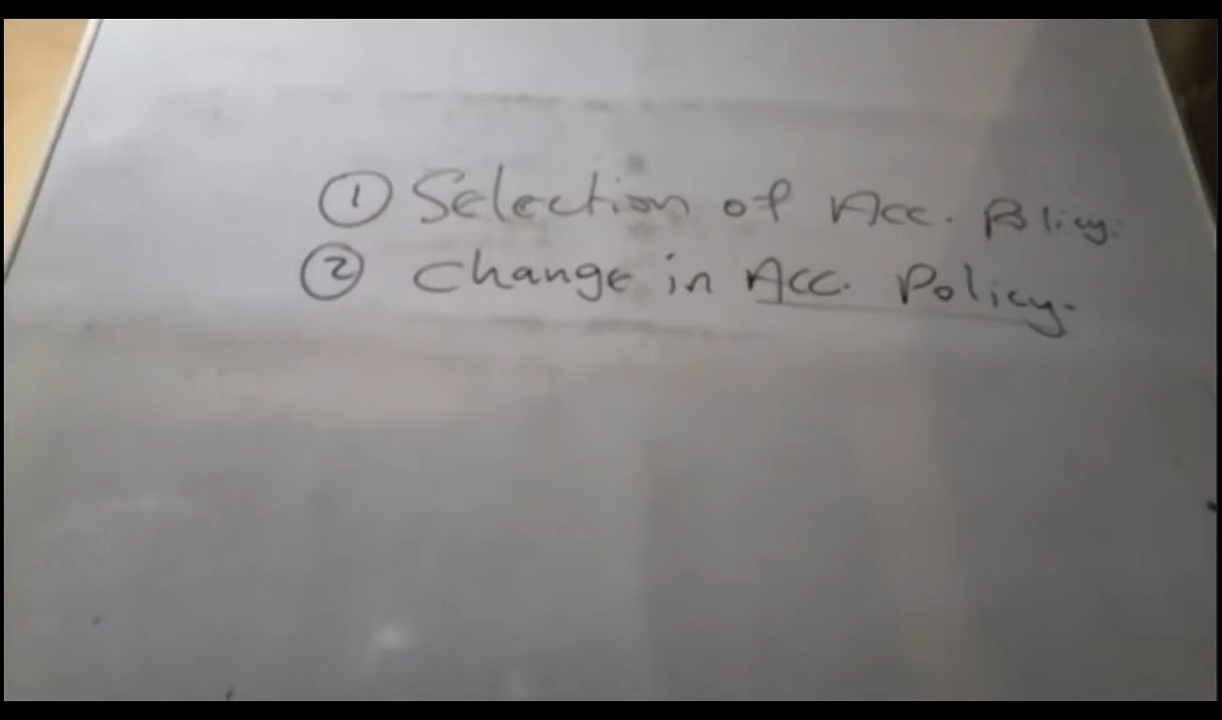 ① Selection of Acc. Policy.
② Change in Acc. Policy.